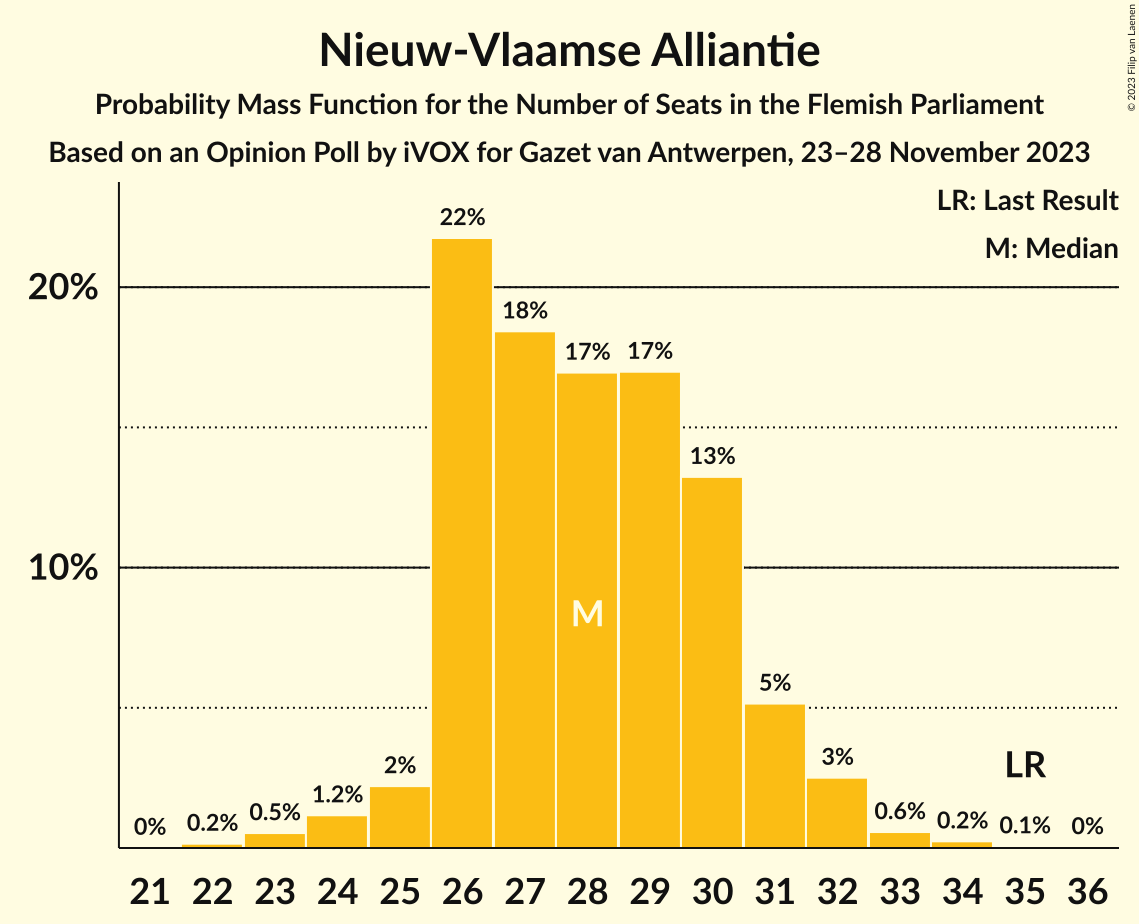 Nieuw-Vlaamse Alliantie
Probability Mass Function for the Number of Seats in the Flemish Parliament
Based on an Opinion Poll by iVOX for Gazet van Antwerpen, 23–28 November 2023
© 2023 Filip van Laenen
LR: Last Result
M: Median
22%
20%
18%
17%
17%
13%
10%
M
5%
LR
2%
3%
1.2%
0.5%
0.6%
0%
0.2%
0.2%
0.1%
0%
21 22 23 24 25 26 27 28 29 30 31 32 33 34 35 36